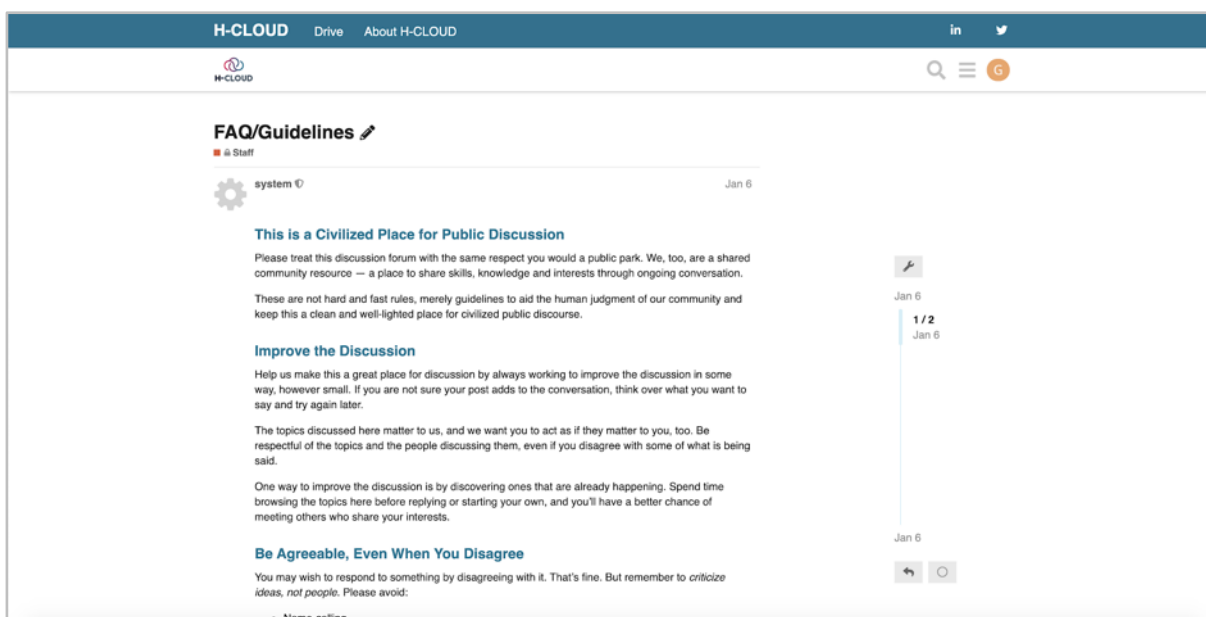 H-CLOUD Drive About H-CLOUD in
H-CLOUD
G
FAQ/Guidelines
Staff
system Jan 6
This is a Civilized Place for Public Discussion
Please treat this discussion forum with the same respect you would a public park. We, too, are a shared
community resource — a place to share skills, knowledge and interests through ongoing conversation.
These are not hard and fast rules, merely guidelines to aid the human judgment of our community and
keep this a clean and well-lighted place for civilized public discourse.
Improve the Discussion
Help us make this a great place for discussion by always working to improve the discussion in some
way, however small. If you are not sure your post adds to the conversation, think over what you want to
say and try again later.
The topics discussed here matter to us, and we want you to act as if they matter to you, too. Be
respectful of the topics and the people discussing them, even if you disagree with some of what is being
said.
One way to improve the discussion is by discovering ones that are already happening. Spend time
browsing the topics here before replying or starting your own, and you'll have a better chance of
meeting others who share your interests.
Be Agreeable, Even When You Disagree
You may wish to respond to something by disagreeing with it. That's fine. But remember to criticize
ideas, not people. Please avoid:
Jan 6
1 / 2
Jan 6
Jan 6